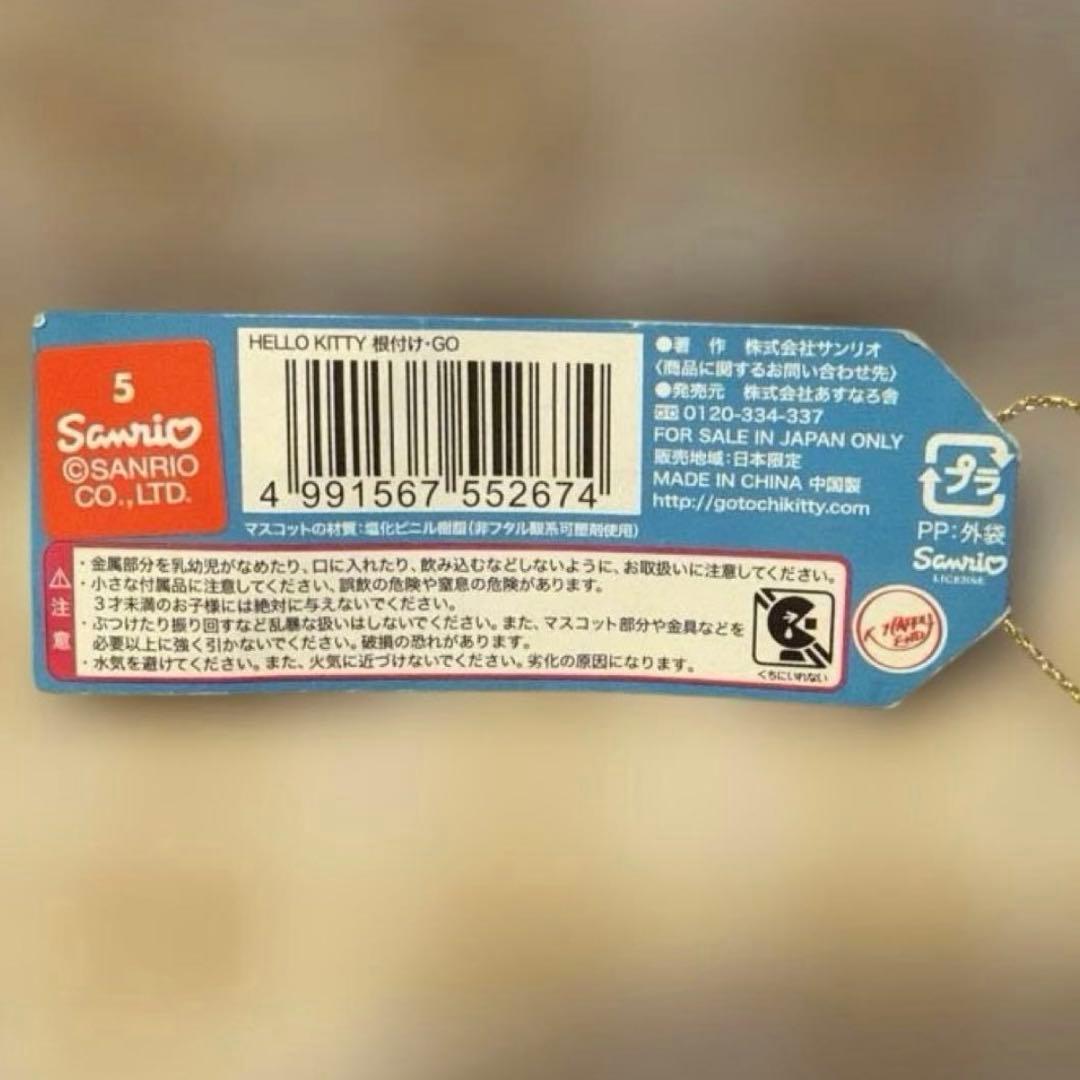 5
Sanrio
©SANRIO
CO.,LTD.
HELLO KITTY 根付け・GO
4 991567 552674
マスコットの材質：塩化ビニル樹脂（非フタル酸系可塑剤使用）
●著 作 株式会社サンリオ
〈商品に関するお問い合わせ先〉
●発売元 株式会社あすなろ舎
0120-334-337
FOR SALE IN JAPAN ONLY
販売地域：日本限定
MADE IN CHINA 中国製
http://gotochikitty.com
プラ
PP：外袋
Sanrio
LICENSE
注意
・金属部分を乳幼児がなめたり、口に入れたり、飲み込むなどしないように、お取扱いに注意してください。
・小さな付属品に注意してください、誤飲の危険や窒息の危険があります。
３才未満のお子様には絶対に与えないでください。
・ぶつけたり振り回すなど乱暴な扱いはしないでください。また、マスコット部分や金具などを
必要以上に強く引かないでください。破損の恐れがあります。
・水気を避けてください。また、火気に近づけないでください。劣化の原因になります。
くちにいれない